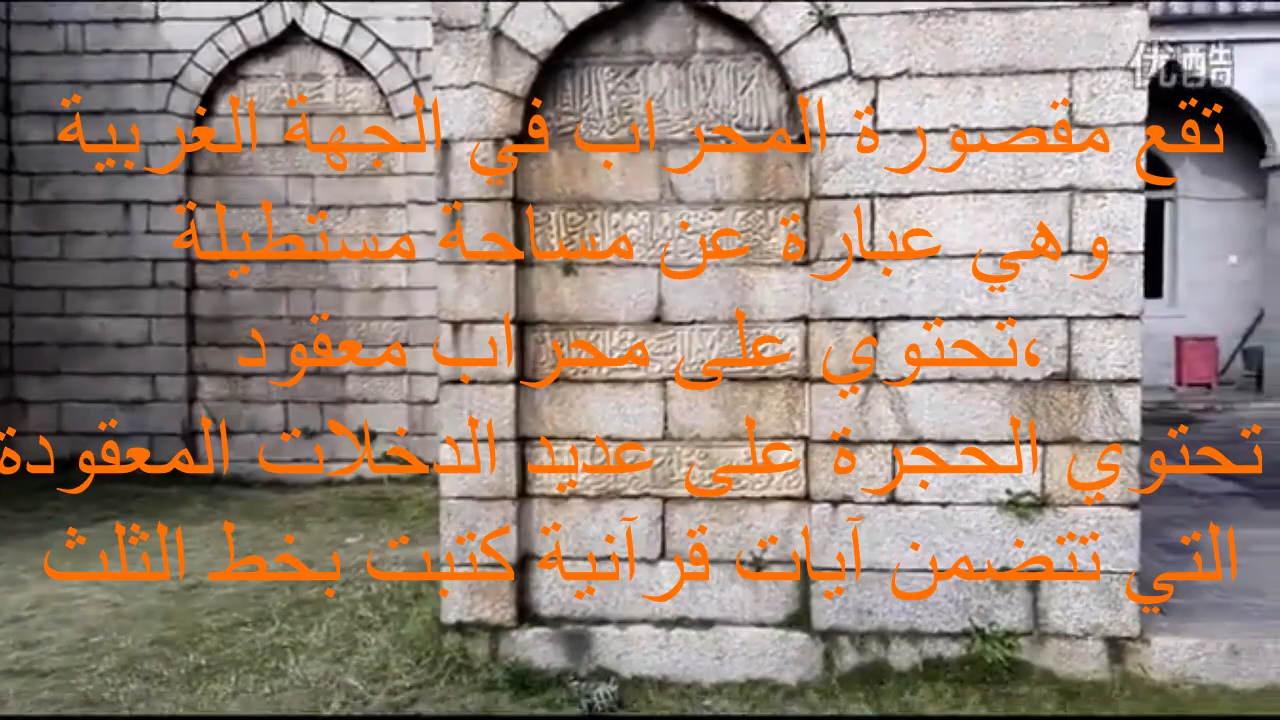 优酷
تقع مقصورة المحراب في الجهة الغربية
وهي عبارة عن مساحة مستطيلة
،تحتوي على محراب معقود
تحتوي الحجرة على عديد الدخلات المعقودة
التي تتضمن آيات قرآنية كتبت بخط الثلث